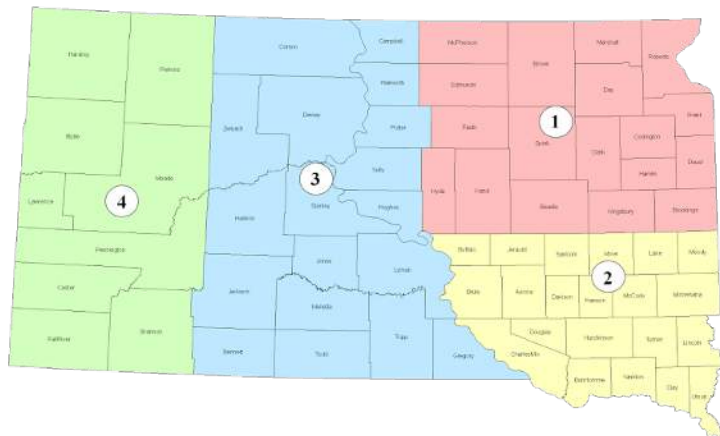 Harding
Perkins
Corson
Campbell
McPherson
Brown
Marshall
Roberts
Walworth
Edmunds
Day
Butte
Ziebach
Dewey
Potter
Faulk
Spink
Clark
Codington
Grant
1
Meade
3
Sully
Hyde
Hand
Hamlin
Deuel
Lawrence
4
Haakon
Stanley
Hughes
Beadle
Kingsbury
Brookings
Pennington
Jones
Lyman
Buffalo
Jerauld
Sanborn
Miner
Lake
Moody
2
Custer
Jackson
Mellette
Brule
Aurora
Davison
Hanson
McCook
Minnehaha
Fall River
Shannon
Bennett
Todd
Tripp
Gregory
Charles Mix
Douglas
Hutchinson
Turner
Lincoln
Bon Homme
Yankton
Clay
Union